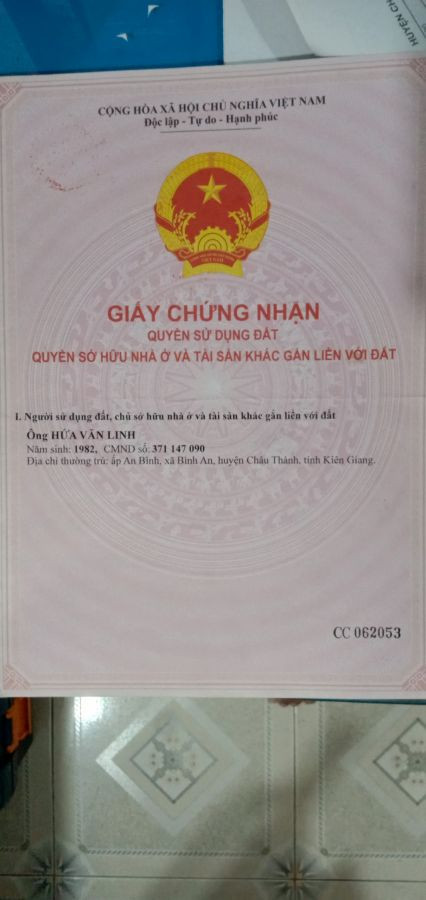 HUYỆN CH
CỘNG HÒA XÃ HỘI CHỦ NGHĨA VIỆT NAM
Độc lập - Tự do - Hạnh phúc
VIỆT NAM
GIẤY CHỨNG NHẬN
QUYỀN SỬ DỤNG ĐẤT
QUYỀN SỞ HỮU NHÀ Ở VÀ TÀI SẢN KHÁC GẮN LIỀN VỚI ĐẤT
I. Người sử dụng đất, chủ sở hữu nhà ở và tài sản khác gắn liền với đất
Ông HỨA VĂN LINH
Năm sinh: 1982, CMND số: 371 147 090
Địa chỉ thường trú: ấp An Bình, xã Bình An, huyện Châu Thành, tỉnh Kiên Giang.
CC 062053